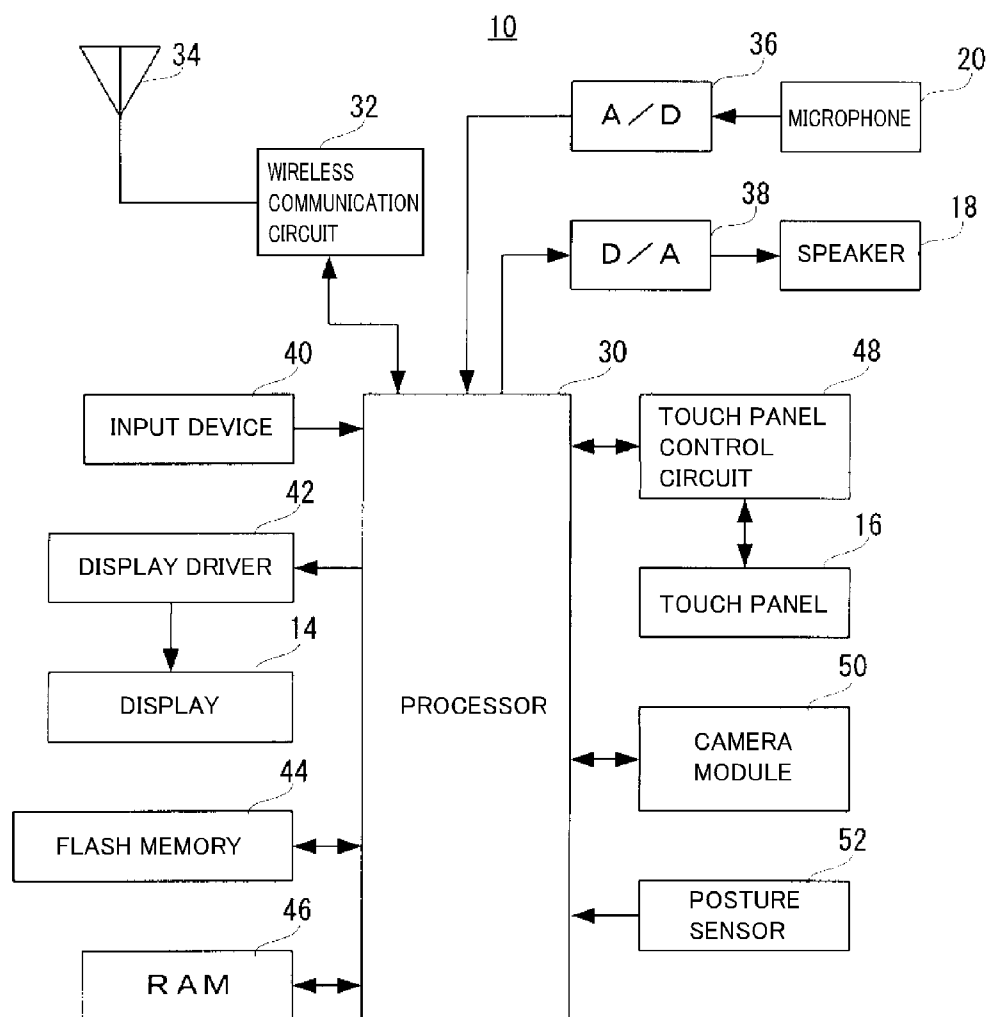 10
34
32
WIRELESS
COMMUNICATION
CIRCUIT
36
A/D
20
MICROPHONE
38
D/A
18
SPEAKER
40
INPUT DEVICE
30
PROCESSOR
48
TOUCH PANEL
CONTROL
CIRCUIT
42
DISPLAY DRIVER
16
TOUCH PANEL
14
DISPLAY
50
CAMERA
MODULE
44
FLASH MEMORY
52
POSTURE
SENSOR
46
RAM